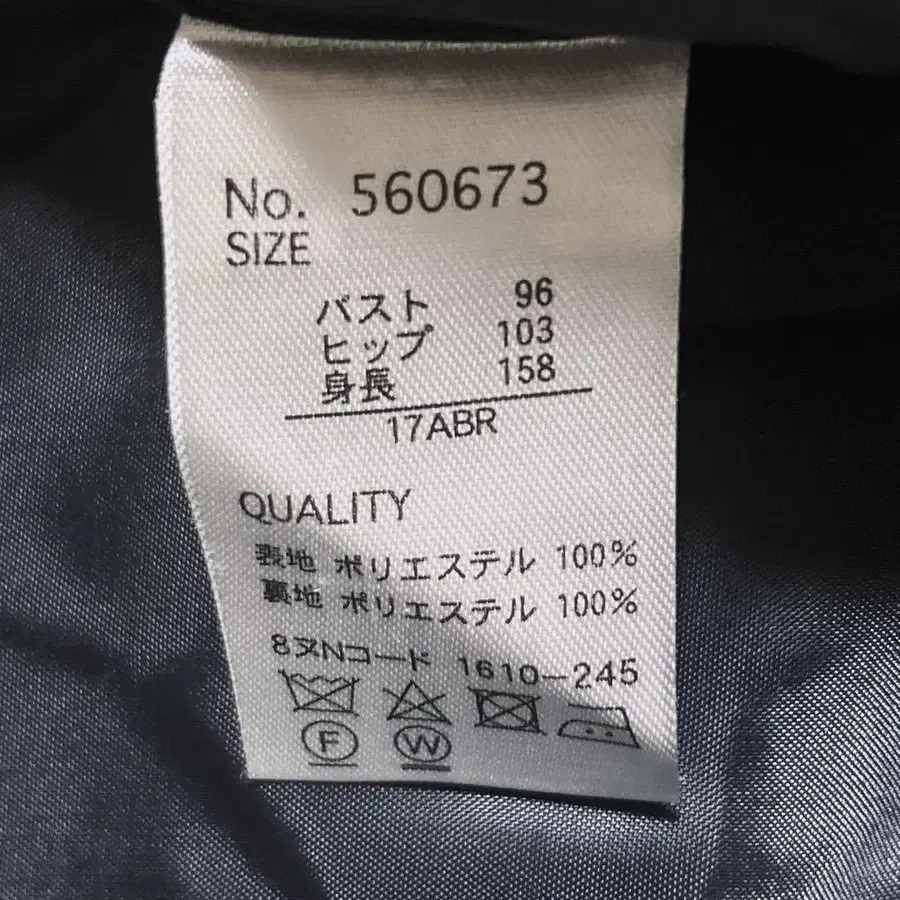 No. 560673
SIZE
バスト 96
ヒップ 103
身長 158
17ABR
QUALITY
表地 ポリエステル 100%
裏地 ポリエステル 100%
8ヌNコード 1610-245
F W